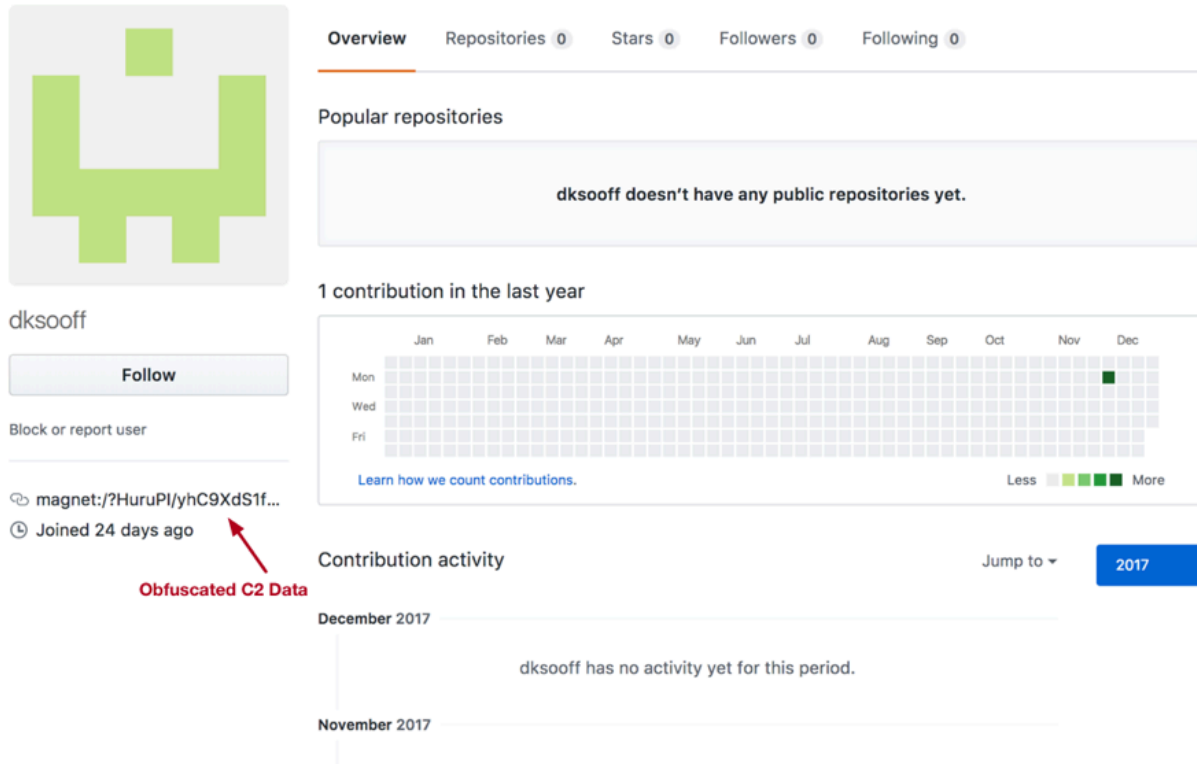 Overview Repositories 0 Stars 0 Followers 0 Following 0
Popular repositories
dksooff doesn’t have any public repositories yet.
1 contribution in the last year
Jan Feb Mar Apr May Jun Jul Aug Sep Oct Nov Dec
Mon
Wed
Fri
Learn how we count contributions.
Less More
dksooff
Follow
Block or report user
magnet:/?HuruPI/yhC9XdS1f...
Joined 24 days ago
Obfuscated C2 Data
Contribution activity
Jump to
2017
December 2017
dksooff has no activity yet for this period.
November 2017